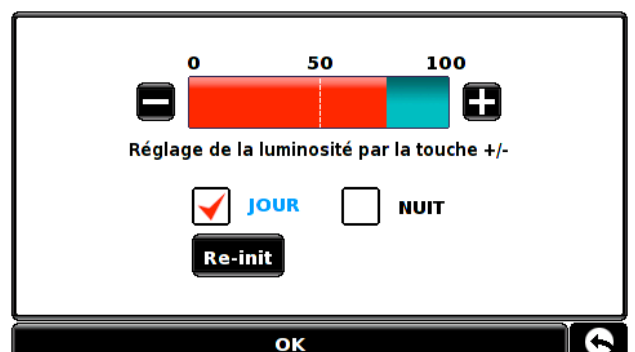 0 50 100
Réglage de la luminosité par la touche +/-
JOUR NUIT
Re-init
OK